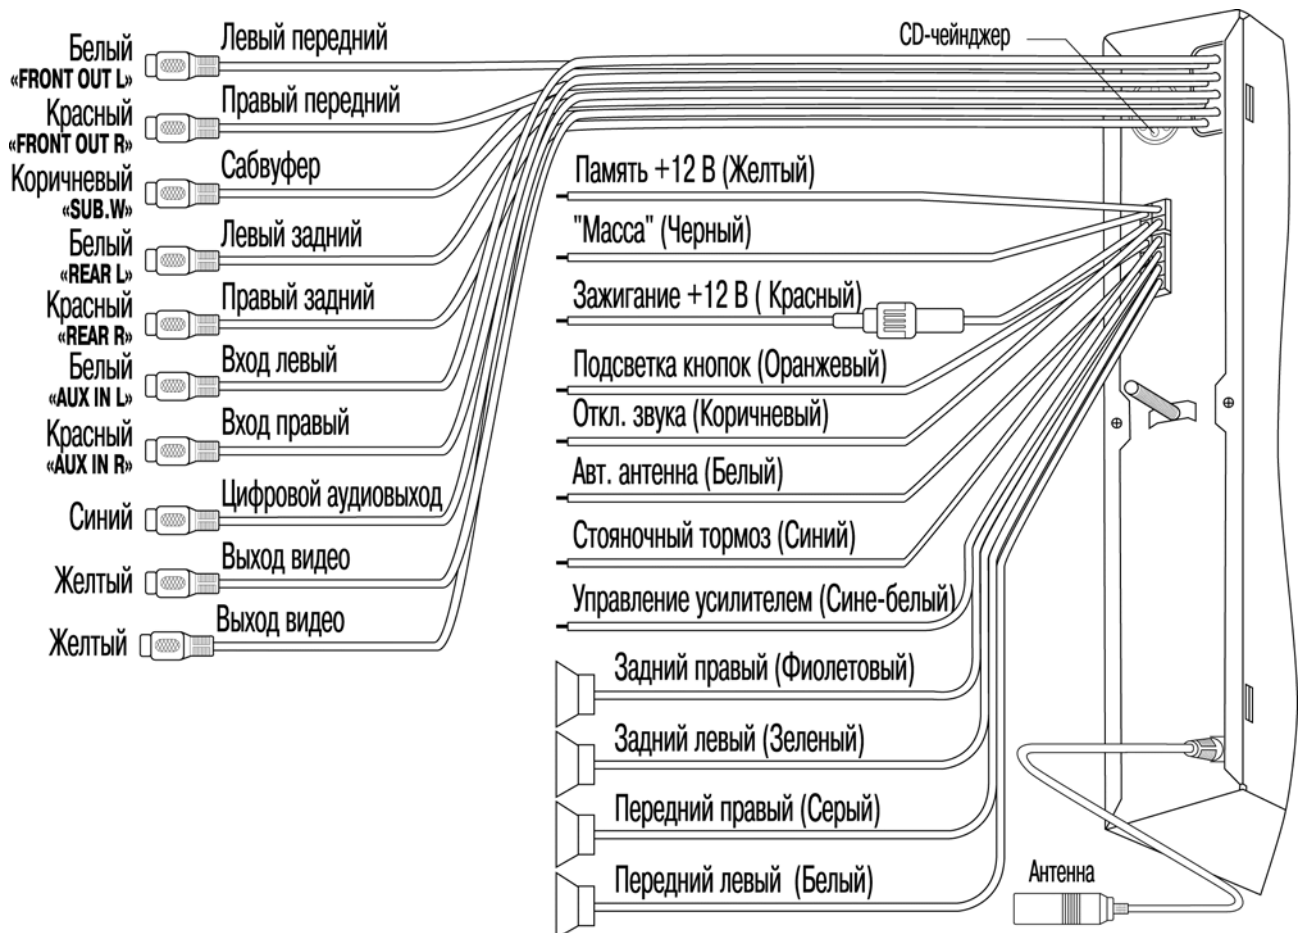 Белый
«FRONT OUT L»
Левый передний
Красный
«FRONT OUT R»
Правый передний
Коричневый
«SUB.W»
Сабвуфер
Белый
«REAR L»
Левый задний
Красный
«REAR R»
Правый задний
Белый
«AUX IN L»
Вход левый
Красный
«AUX IN R»
Вход правый
Синий
Цифровой аудиовыход
Желтый
Выход видео
Желтый
Выход видео
CD-чейнджер
Память +12 В (Желтый)
"Масса" (Черный)
Зажигание +12 В ( Красный)
Подсветка кнопок (Оранжевый)
Откл. звука (Коричневый)
Авт. антенна (Белый)
Стояночный тормоз (Синий)
Управление усилителем (Сине-белый)
Задний правый (Фиолетовый)
Задний левый (Зеленый)
Передний правый (Серый)
Передний левый (Белый)
Антенна